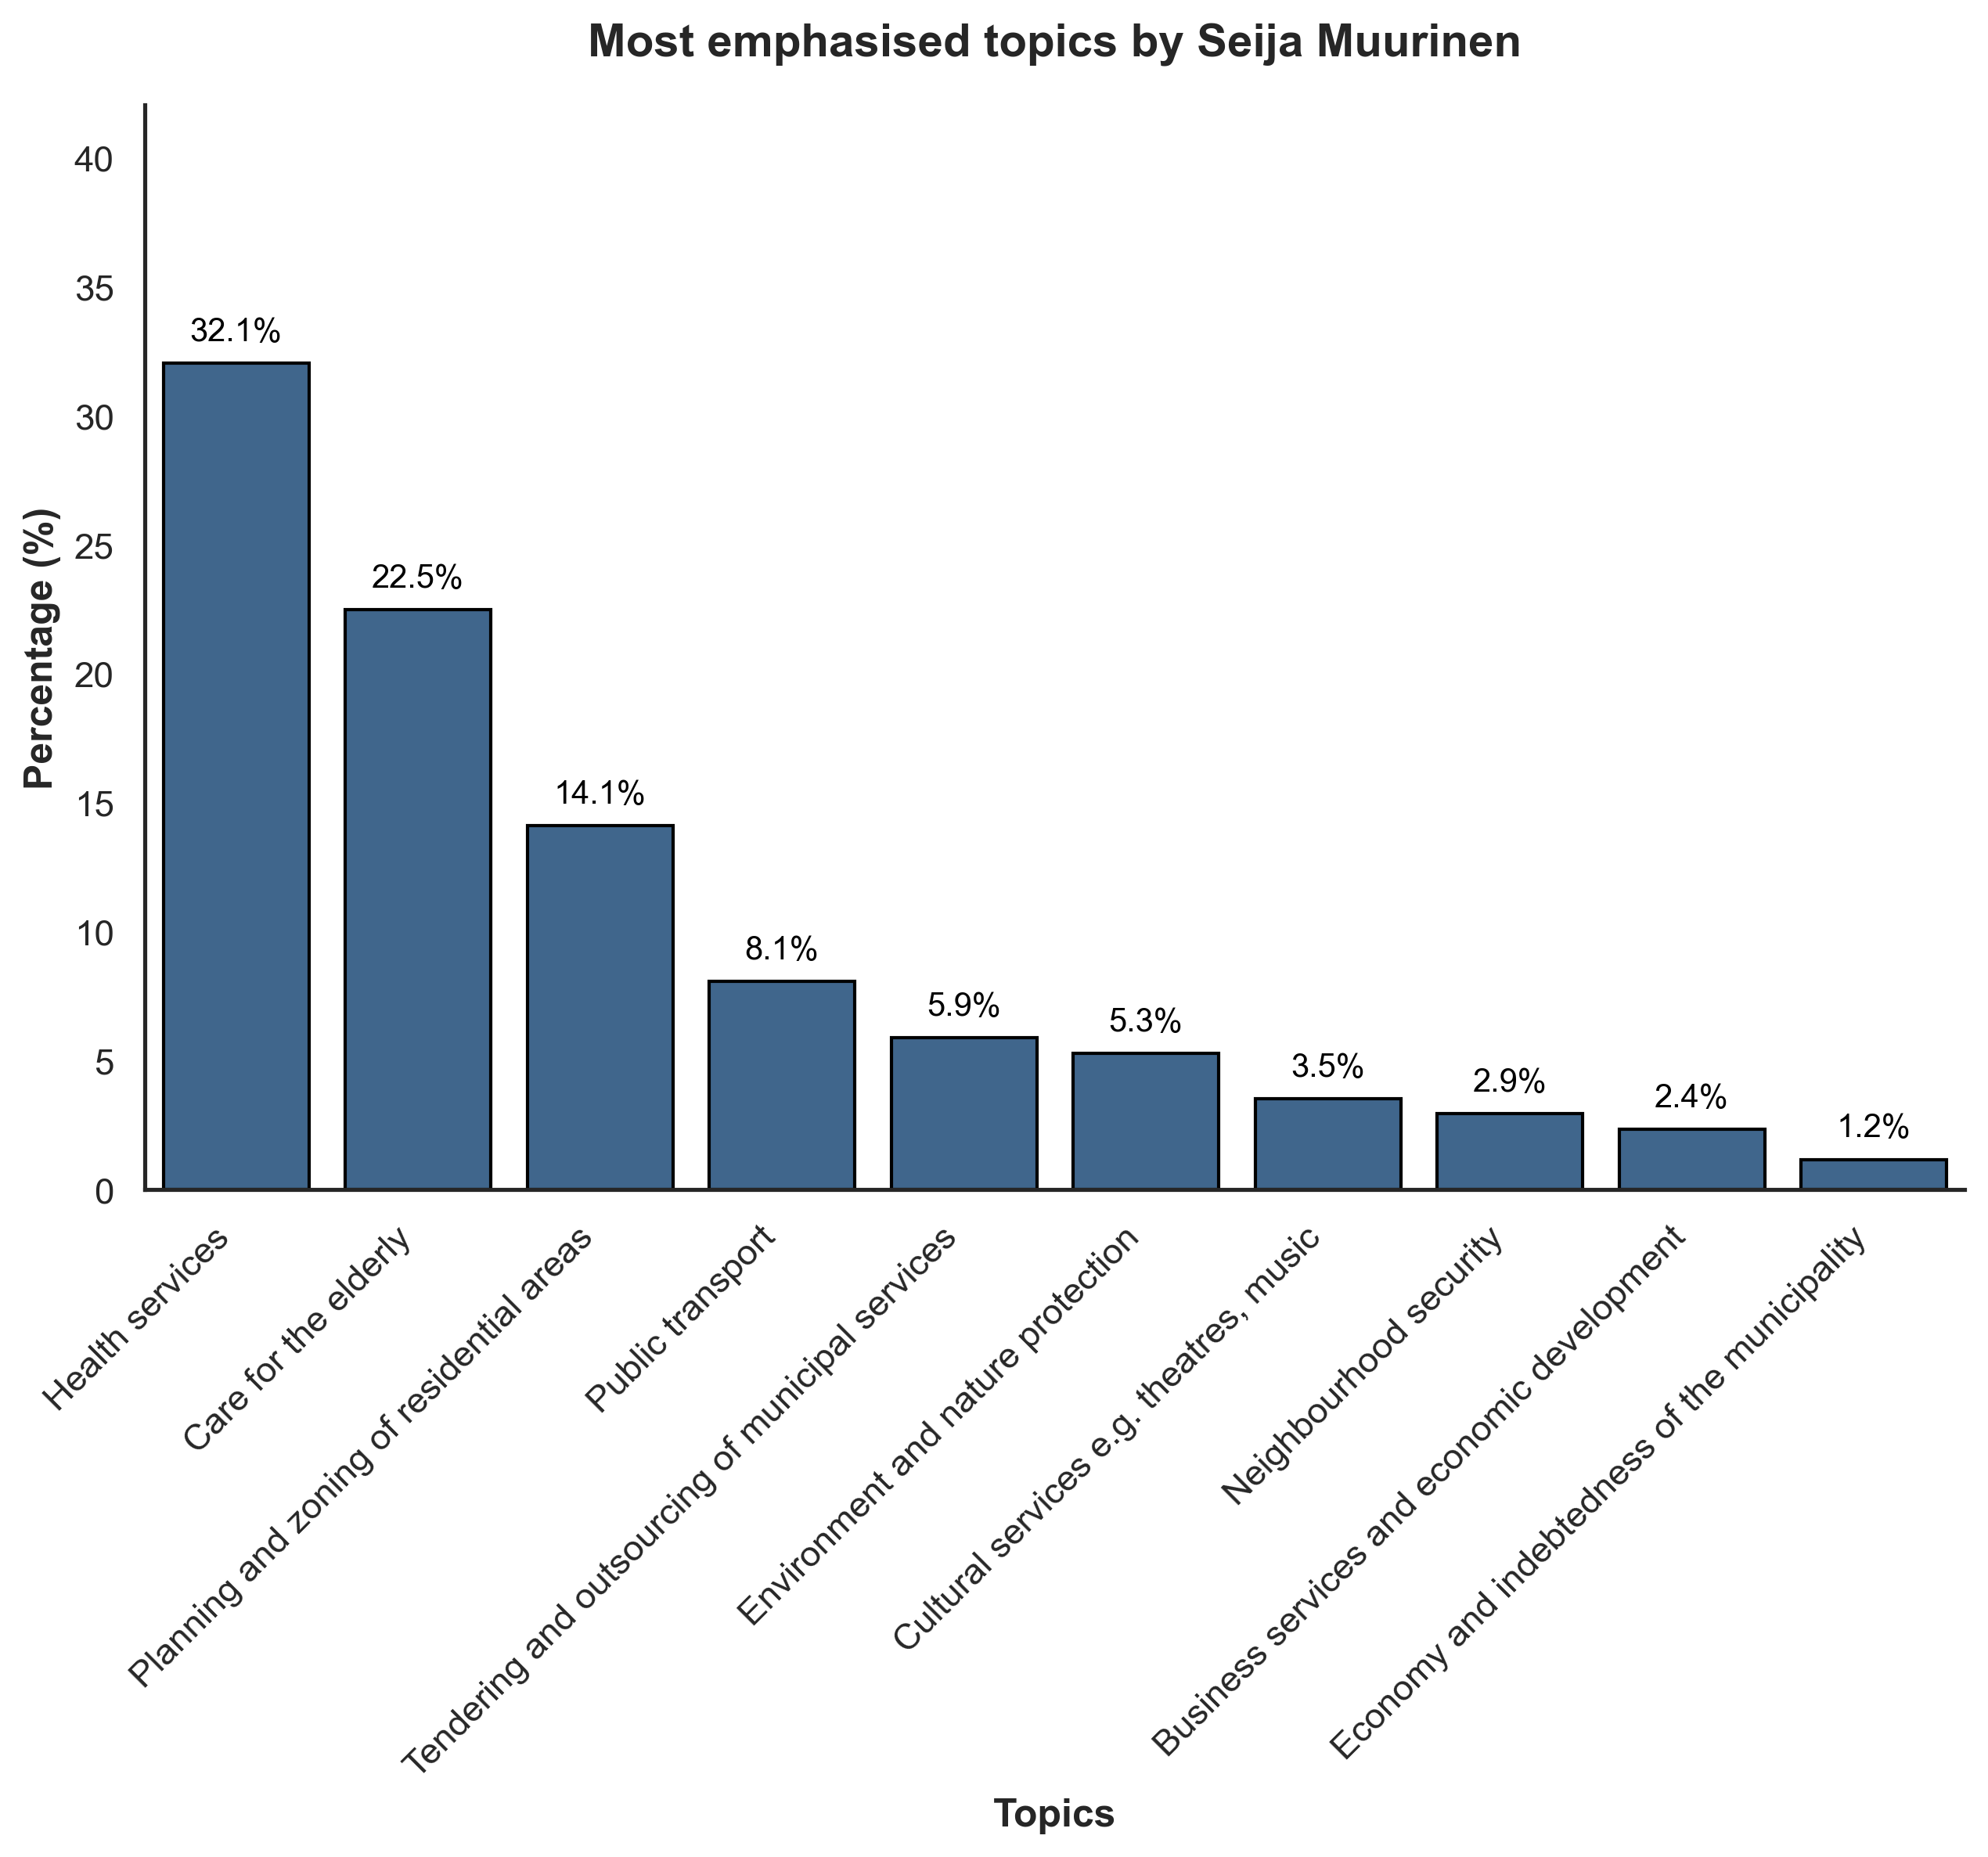 Most emphasised topics by Seija Muurinen
Percentage (%)
40
35
30
25
20
15
10
5
0
32.1%
22.5%
14.1%
8.1%
5.9%
5.3%
3.5%
2.9%
2.4%
1.2%
Health services
Care for the elderly
Planning and zoning of residential areas
Public transport
Tendering and outsourcing of municipal services
Environment and nature protection
Cultural services e.g. theatres, music
Neighbourhood security
Business services and economic development
Economy and indebtedness of the municipality
Topics